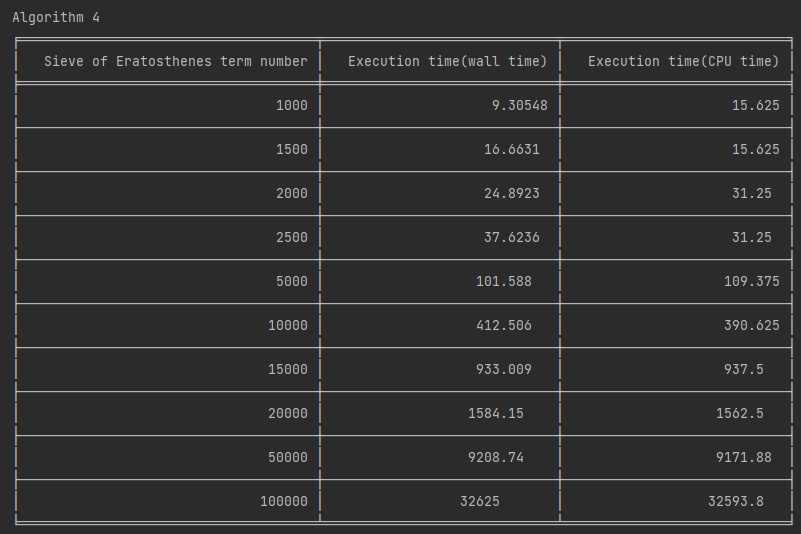 Algorithm 4
Sieve of Eratosthenes term number Execution time(wall time) Execution time(CPU time)
1000 9.30548 15.625
1500 16.6631 15.625
2000 24.8923 31.25
2500 37.6236 31.25
5000 101.588 109.375
10000 412.506 390.625
15000 933.009 937.5
20000 1584.15 1562.5
50000 9208.74 9171.88
100000 32625 32593.8